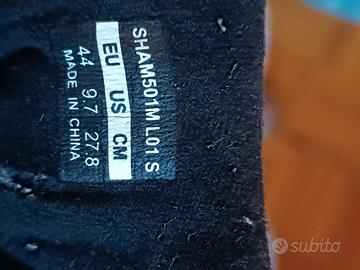 SHAM501M L01 S
EU US CM
44 9.7 27.8
MADE IN CHINA
subito